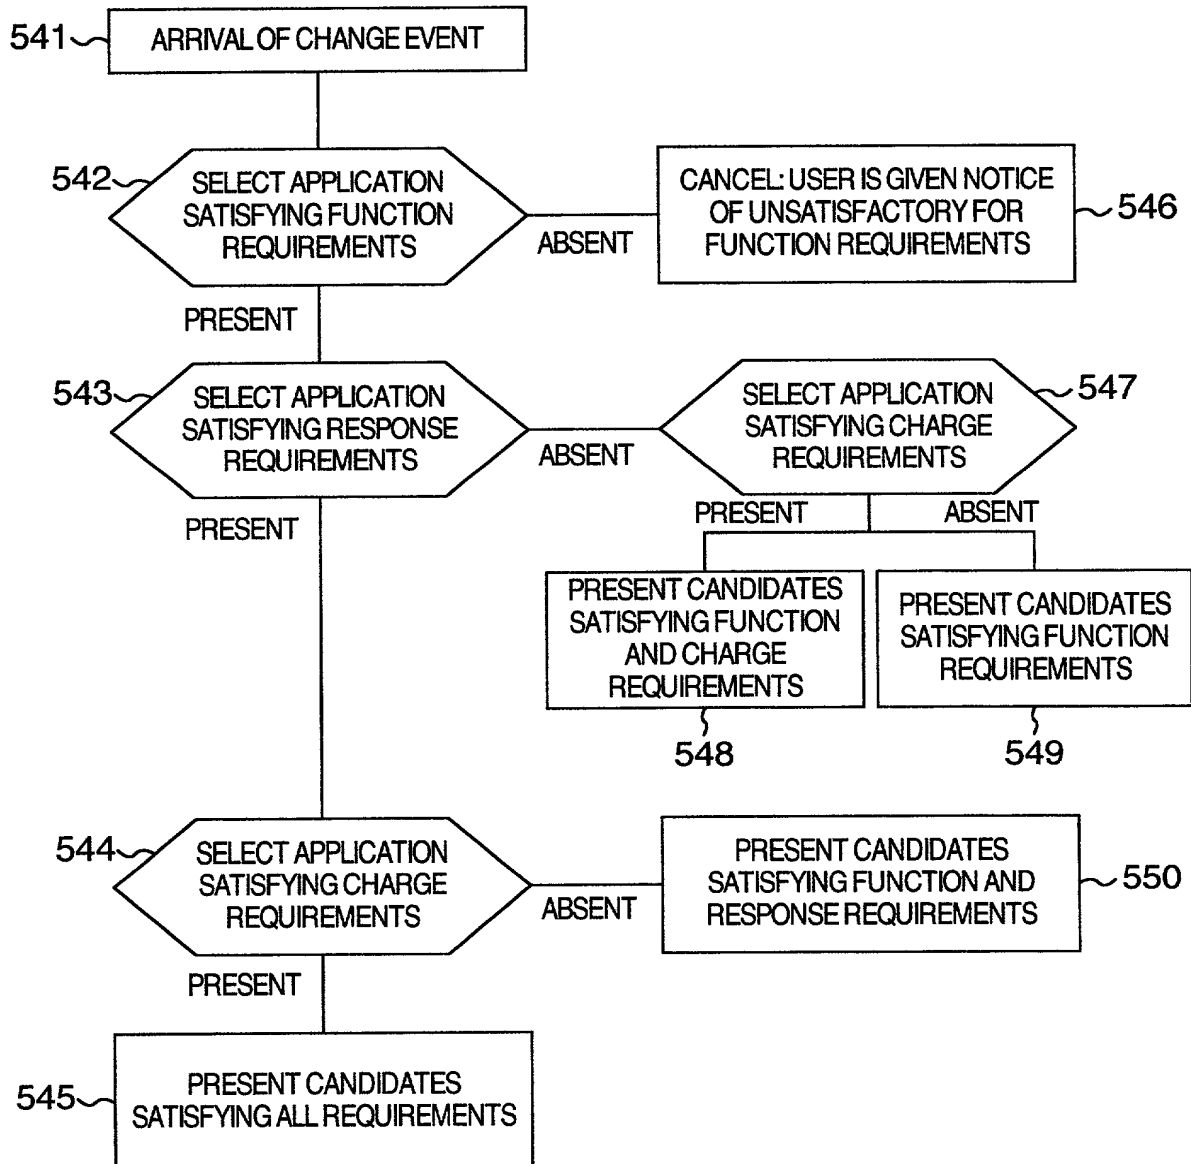 541
ARRIVAL OF CHANGE EVENT
542
SELECT APPLICATION
SATISFYING FUNCTION
REQUIREMENTS
ABSENT
CANCEL: USER IS GIVEN NOTICE
OF UNSATISFACTORY FOR
FUNCTION REQUIREMENTS
546
PRESENT
543
SELECT APPLICATION
SATISFYING RESPONSE
REQUIREMENTS
ABSENT
SELECT APPLICATION
SATISFYING CHARGE
REQUIREMENTS
547
PRESENT
PRESENT
ABSENT
PRESENT CANDIDATES
SATISFYING FUNCTION
AND CHARGE
REQUIREMENTS
548
PRESENT CANDIDATES
SATISFYING FUNCTION
REQUIREMENTS
549
544
SELECT APPLICATION
SATISFYING CHARGE
REQUIREMENTS
ABSENT
PRESENT CANDIDATES
SATISFYING FUNCTION AND
RESPONSE REQUIREMENTS
550
PRESENT
545
PRESENT CANDIDATES
SATISFYING ALL REQUIREMENTS